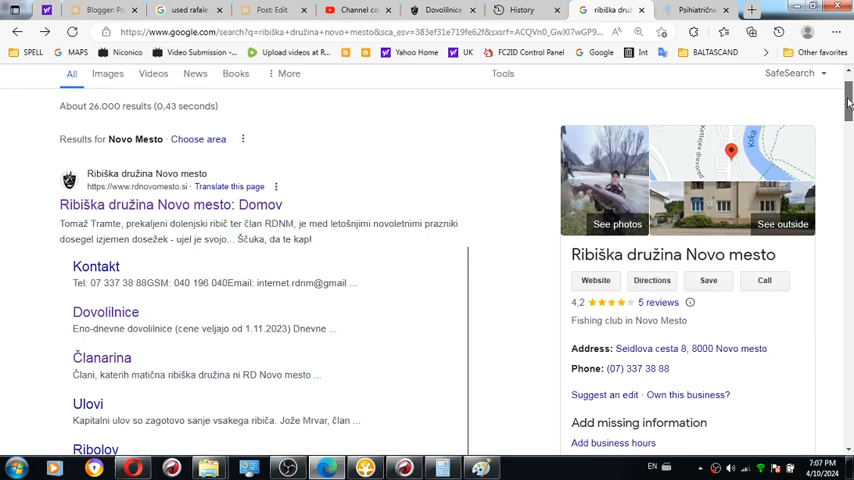 Blogger: Po
used rafale
Post: Edit
Channel co
Dovolilnice
History
ribiška druž
Psihiatrična
https://www.google.com/search?q=ribiška+družina+novo+mesto&sca_esv=383ef31e719fe62f&sxsrf=ACQVn0_GwXl7wGP9...
SPELL
MAPS
Niconico
Video Submission -...
Upload videos at R...
Yahoo Home
UK
FC2ID Control Panel
Google
Int
BALTASCAND
Other favorites
All
Images
Videos
News
Books
More
Tools
SafeSearch
About 26.000 results (0,43 seconds)
Results for Novo Mesto · Choose area
Ribiška družina Novo mesto
https://www.rdnovomesto.si · Translate this page
Ribiška družina Novo mesto: Domov
Tomaž Tramte, prekaljeni dolenjski ribič ter član RDNM, je med letošnjimi novoletnimi prazniki
dosegel izjemen dosežek - ujel je svojo... Ščuka, da te kap!
Kontakt
Tel: 07 337 38 88GSM: 040 196 040Email: internet.rdnm@gmail ...
Dovolilnice
Eno-dnevne dovolilnice (cene veljajo od 1.11.2023) Dnevne ...
Članarina
Člani, katerih matična ribiška družina ni RD Novo mesto ...
Ulovi
Kapitalni ulov so zagotovo sanje vsakega ribiča. Jože Mrvar, član ...
Ribolov
Krka
See photos
See outside
Ribiška družina Novo mesto
Website
Directions
Save
Call
4,2
5 reviews
Fishing club in Novo Mesto
Address: Seidlova cesta 8, 8000 Novo mesto
Phone: (07) 337 38 88
Suggest an edit · Own this business?
Add missing information
Add business hours
EN
7:07 PM
4/10/2024